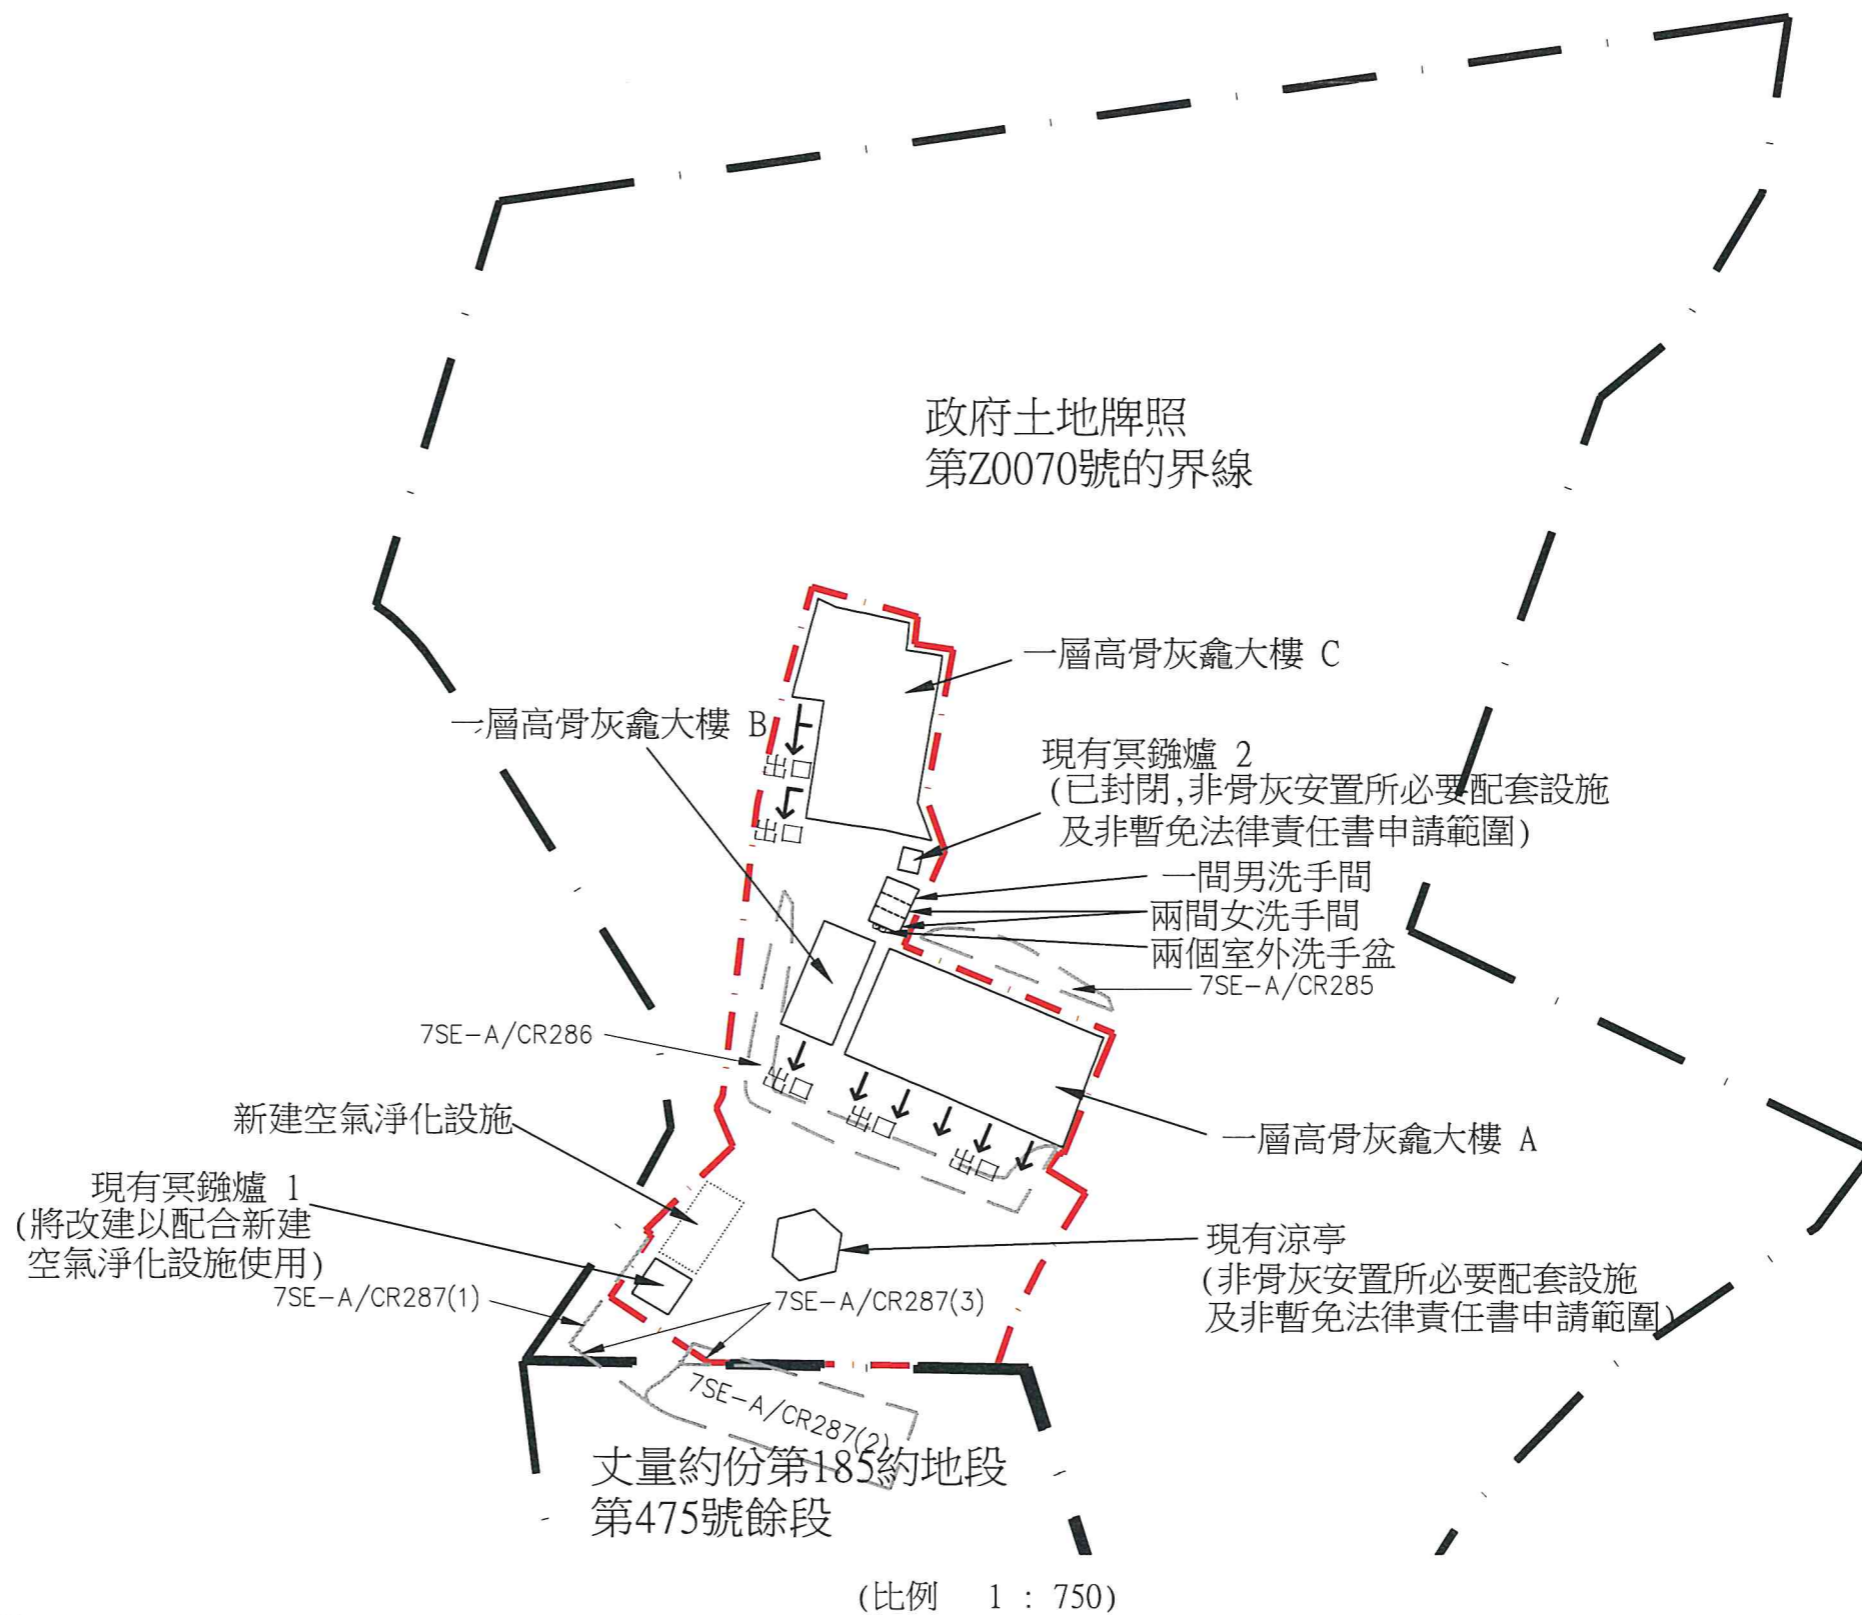 政府土地牌照
第Z0070號的界線
一層高骨灰龕大樓 C
一層高骨灰龕大樓 B
出口
出口
現有冥鏹爐 2
(已封閉,非骨灰安置所必要配套設施
及非暫免法律責任書申請範圍)
一間男洗手間
兩間女洗手間
兩個室外洗手盆
7SE-A/CR285
7SE-A/CR286
出口
出口
出口
新建空氣淨化設施
一層高骨灰龕大樓 A
現有冥鏹爐 1
(將改建以配合新建
空氣淨化設施使用)
現有涼亭
(非骨灰安置所必要配套設施
及非暫免法律責任書申請範圍)
7SE-A/CR287(1)
7SE-A/CR287(3)
7SE-A/CR287(2)
丈量約份第185約地段
第475號餘段
(比例 1 : 750)